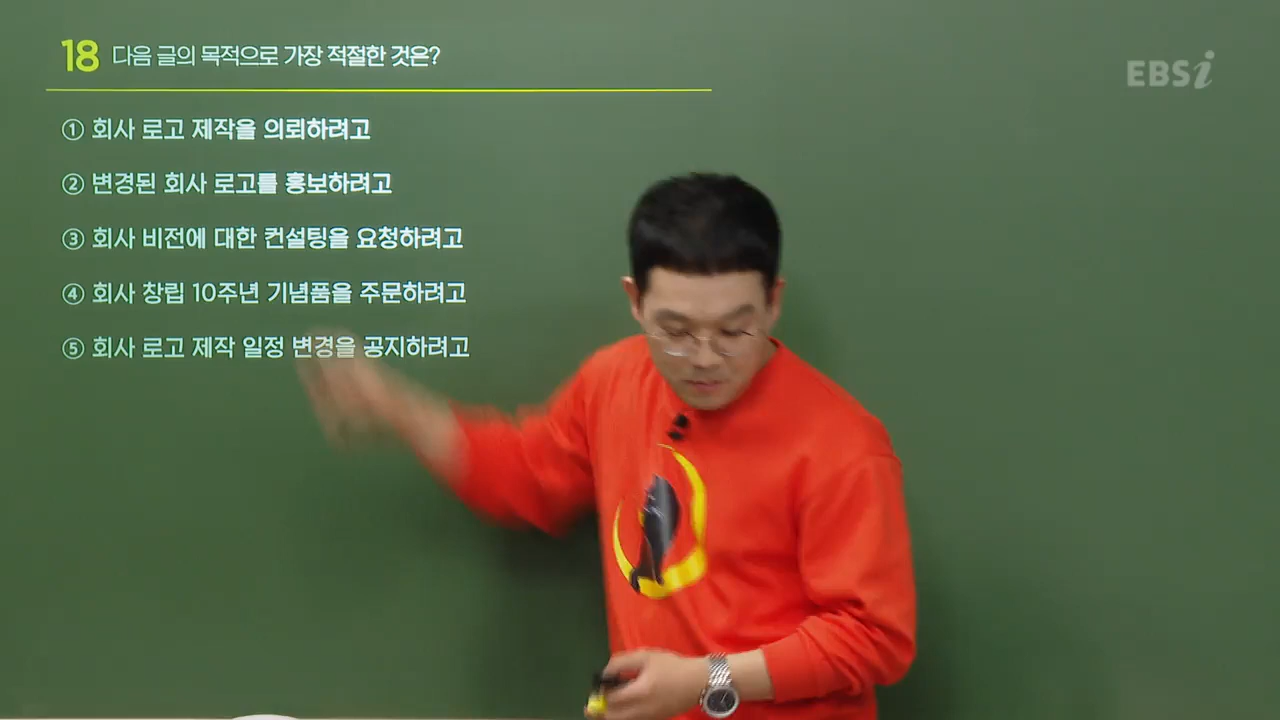 18 다음 글의 목적으로 가장 적절한 것은?
EBSi
① 회사 로고 제작을 의뢰하려고
② 변경된 회사 로고를 홍보하려고
③ 회사 비전에 대한 컨설팅을 요청하려고
④ 회사 창립 10주년 기념품을 주문하려고
⑤ 회사 로고 제작 일정 변경을 공지하려고